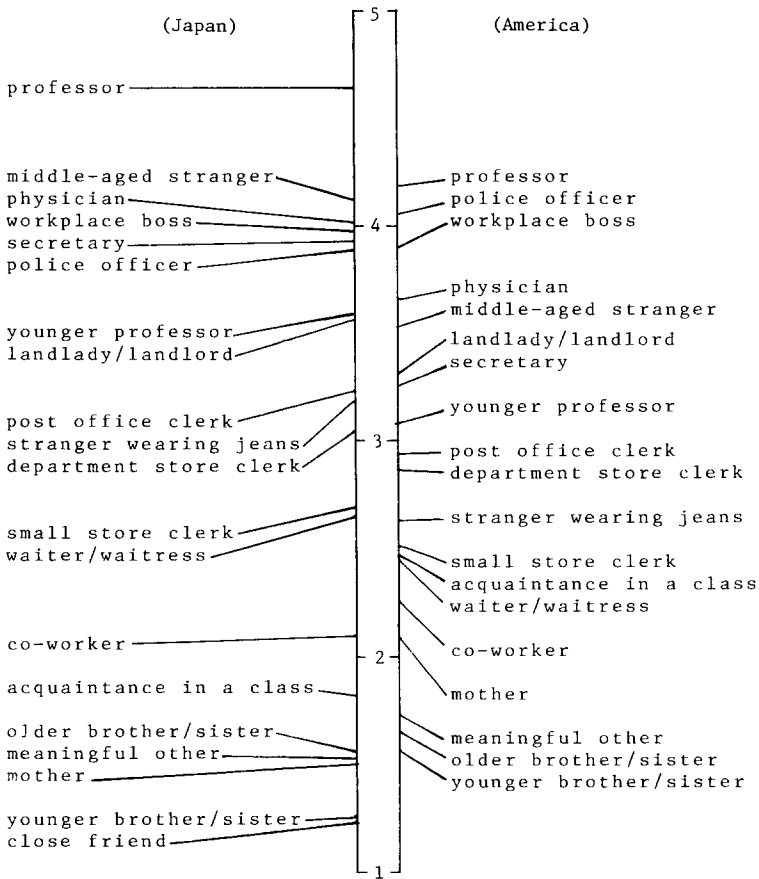 (Japan)
professor
middle-aged stranger
physician
workplace boss
secretary
police officer
younger professor
landlady/landlord
post office clerk
stranger wearing jeans
department store clerk
small store clerk
waiter/waitress
co-worker
acquaintance in a class
older brother/sister
meaningful other
mother
younger brother/sister
close friend
5
4
3
2
1
(America)
professor
police officer
workplace boss
physician
middle-aged stranger
landlady/landlord
secretary
younger professor
post office clerk
department store clerk
stranger wearing jeans
small store clerk
acquaintance in a class
waiter/waitress
co-worker
mother
meaningful other
older brother/sister
younger brother/sister